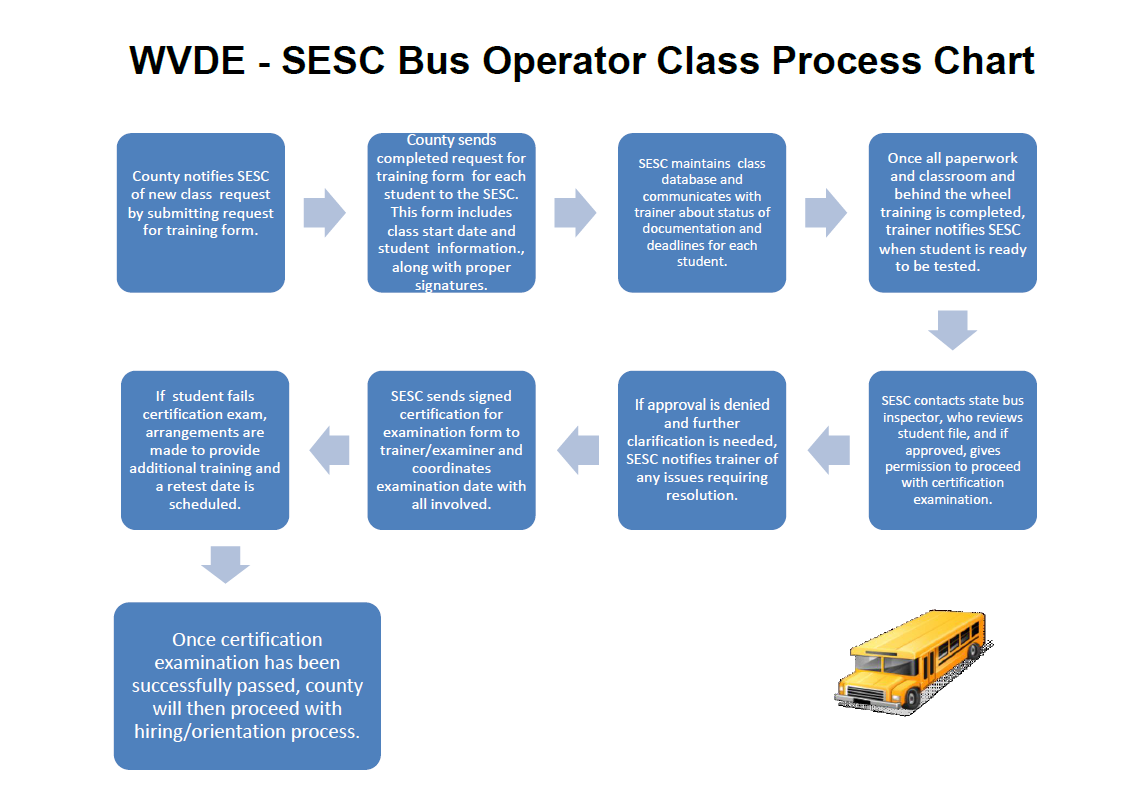 WVDE - SESC Bus Operator Class Process Chart
County notifies SESC
of new class request
by submitting request
for training form.
County sends
completed request for
training form for each
student to the SESC.
This form includes
class start date and
student information.,
along with proper
signatures.
SESC maintains class
database and
communicates with
trainer about status of
documentation and
deadlines for each
student.
Once all paperwork
and classroom and
behind the wheel
training is completed,
trainer notifies SESC
when student is ready
to be tested.
SESC contacts state bus
inspector, who reviews
student file, and if
approved, gives
permission to proceed
with certification
examination.
If approval is denied
and further
clarification is needed,
SESC notifies trainer of
any issues requiring
resolution.
SESC sends signed
certification for
examination form to
trainer/examiner and
coordinates
examination date with
all involved.
If student fails
certification exam,
arrangements are
made to provide
additional training and
a retest date is
scheduled.
Once certification
examination has been
successfully passed, county
will then proceed with
hiring/orientation process.